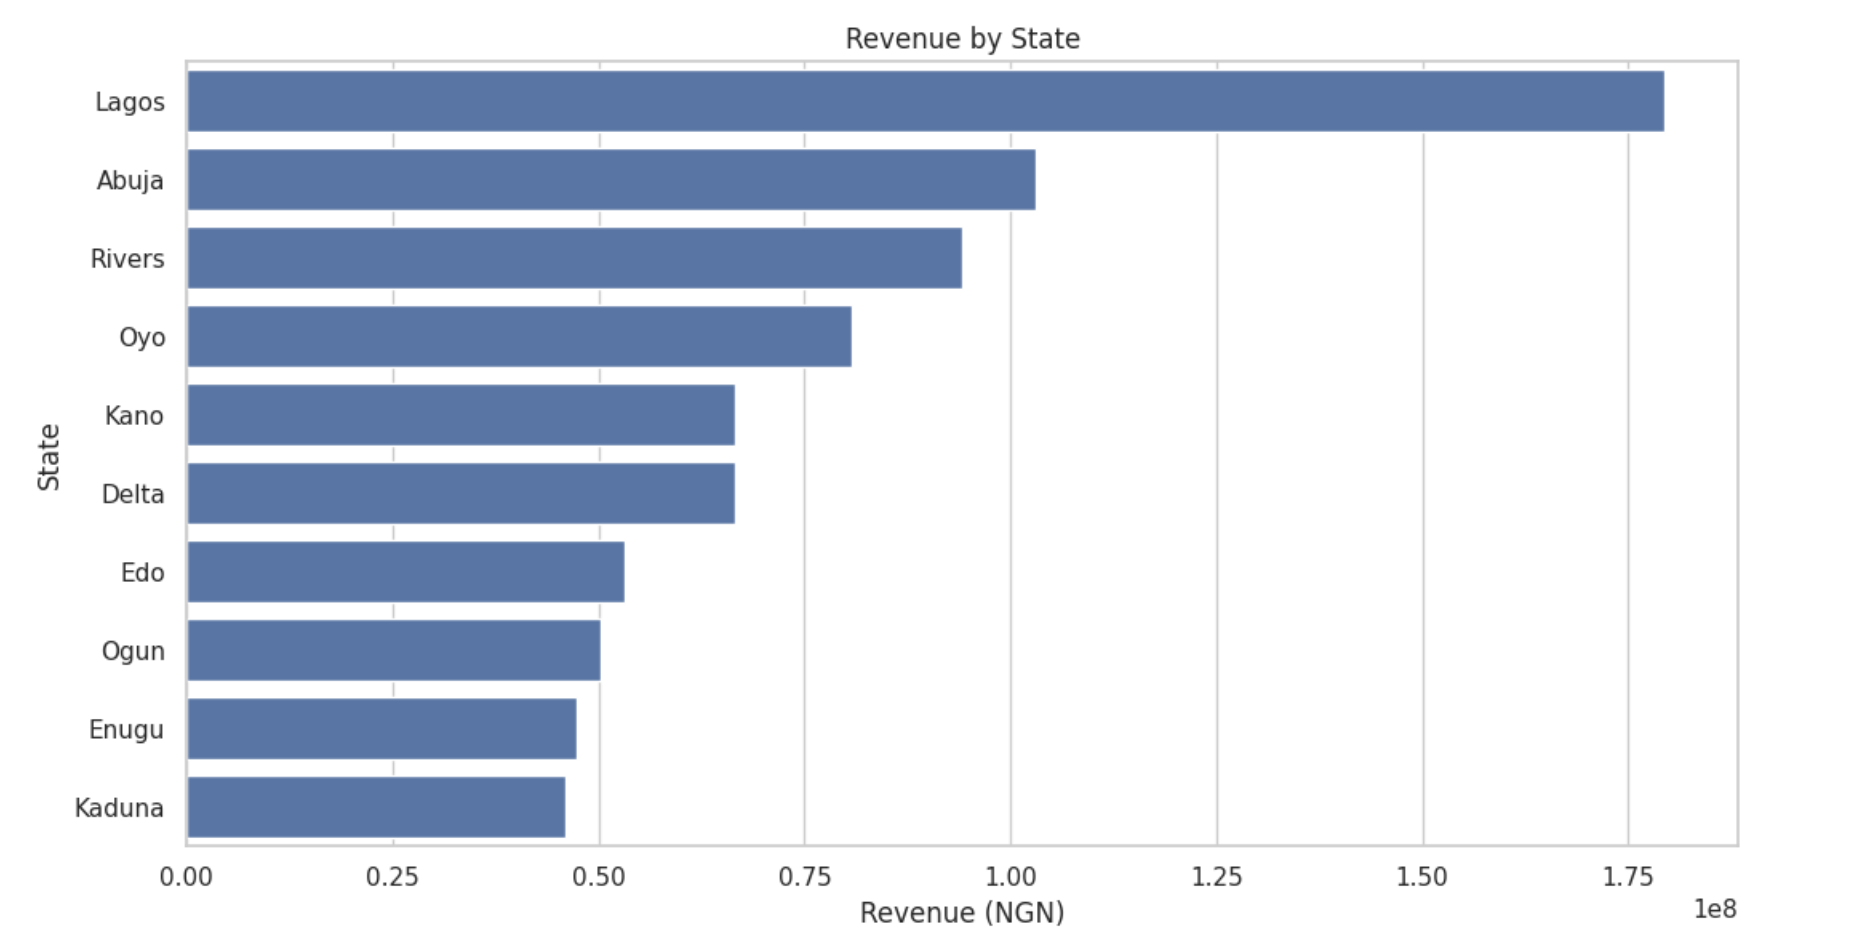 Revenue by State
Lagos
Abuja
Rivers
Oyo
Kano
Delta
Edo
Ogun
Enugu
Kaduna
State
0.00 0.25 0.50 0.75 1.00 1.25 1.50 1.75
Revenue (NGN)
1e8